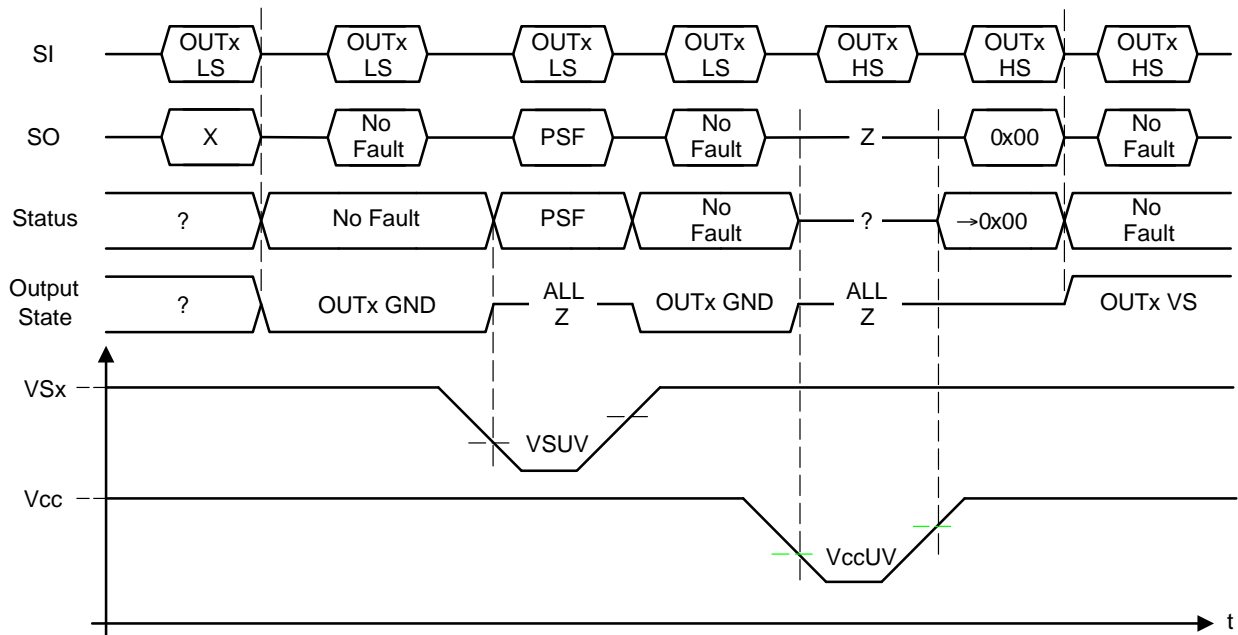 SI
OUTx
LS
OUTx
LS
OUTx
LS
OUTx
LS
OUTx
HS
OUTx
HS
OUTx
HS
SO
X
No
Fault
PSF
No
Fault
Z
0x00
No
Fault
Status
?
No Fault
PSF
No
Fault
?
→0x00
No
Fault
Output
State
?
OUTx GND
ALL
Z
OUTx GND
ALL
Z
OUTx VS
VSx
VSUV
Vcc
VccUV
t